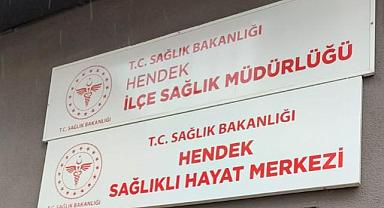 T.C. SAĞLIK BAKANLIĞI
HENDEK
İLÇE SAĞLIK MÜDÜRLÜĞÜ
T.C. SAĞLIK BAKANLIĞI
T.C. SAĞLIK BAKANLIĞI
HENDEK
SAĞLIKLI HAYAT MERKEZİ
T.C. SAĞLIK BAKANLIĞI